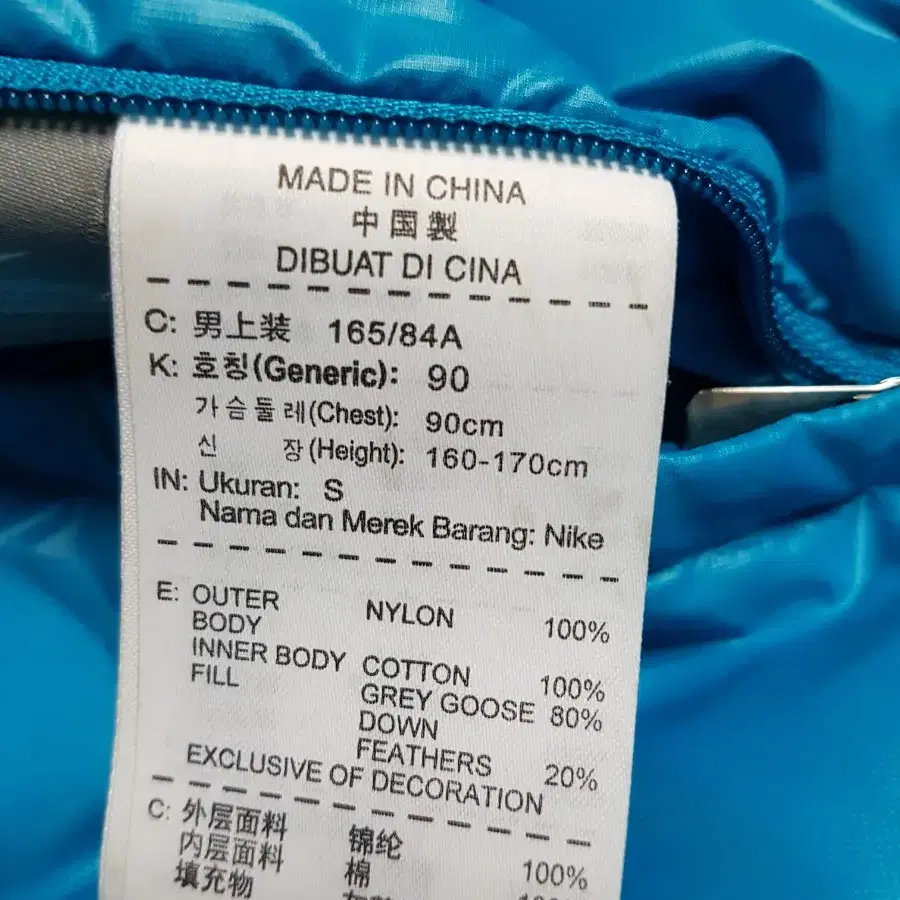 MADE IN CHINA
中国製
DIBUAT DI CINA
C: 男上装 165/84A
K: 호칭(Generic): 90
가슴둘레(Chest): 90cm
신 장(Height): 160-170cm
IN: Ukuran: S
Nama dan Merek Barang: Nike
E: OUTER BODY NYLON 100%
INNER BODY COTTON 100%
FILL GREY GOOSE DOWN 80%
FEATHERS 20%
EXCLUSIVE OF DECORATION
C: 外层面料 锦纶 100%
内层面料 棉
填充物